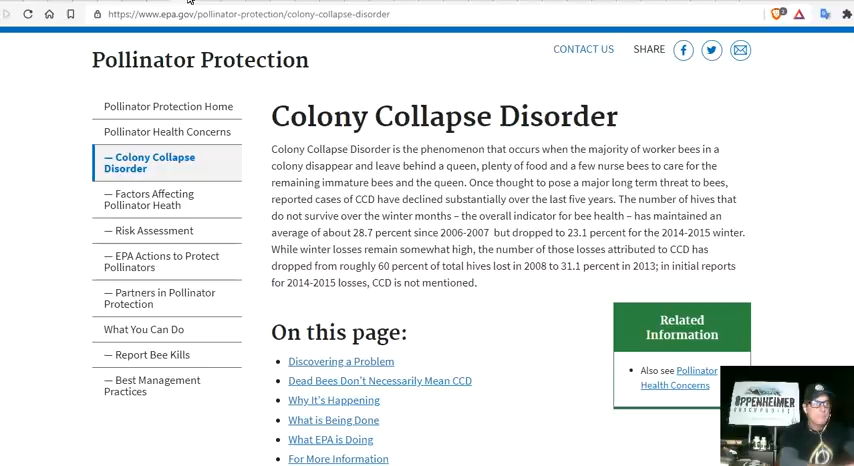 https://www.epa.gov/pollinator-protection/colony-collapse-disorder
Pollinator Protection
CONTACT US
SHARE
Pollinator Protection Home
Pollinator Health Concerns
— Colony Collapse
Disorder
— Factors Affecting
Pollinator Heath
— Risk Assessment
— EPA Actions to Protect
Pollinators
— Partners in Pollinator
Protection
What You Can Do
— Report Bee Kills
— Best Management
Practices
Colony Collapse Disorder
Colony Collapse Disorder is the phenomenon that occurs when the majority of worker bees in a
colony disappear and leave behind a queen, plenty of food and a few nurse bees to care for the
remaining immature bees and the queen. Once thought to pose a major long term threat to bees,
reported cases of CCD have declined substantially over the last five years. The number of hives that
do not survive over the winter months – the overall indicator for bee health – has maintained an
average of about 28.7 percent since 2006-2007 but dropped to 23.1 percent for the 2014-2015 winter.
While winter losses remain somewhat high, the number of those losses attributed to CCD has
dropped from roughly 60 percent of total hives lost in 2008 to 31.1 percent in 2013; in initial reports
for 2014-2015 losses, CCD is not mentioned.
On this page:
• Discovering a Problem
• Dead Bees Don't Necessarily Mean CCD
• Why It's Happening
• What is Being Done
• What EPA is Doing
• For More Information
Related
Information
• Also see Pollinator
Health Concerns
OPPENHEIMER